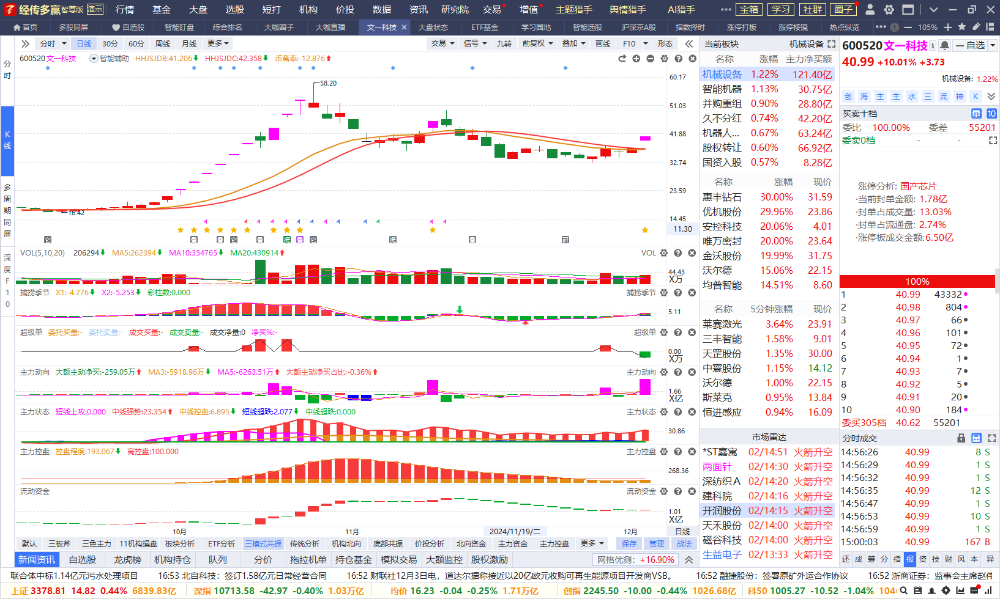 经传多赢 智尊版 演示 行情 基金 大盘 选股 短打 机构 价投 数据 资讯 研究院 交易 增值 主题猎手 舆情猎手 AI猎手 宝箱 学习 社群 圈子
首页 多股同屏 自选股 智能盯盘 综合排名 大咖圈子 大咖直播 文一科技 大盘状态 ETF基金 学习园地 智能选股 沪深京A股 指数择时 涨停打板 涨停棱镜 热点纵览 105%
分时 日线 30分 60分 周线 月线 更多 交易 信号 九转 前复权 叠加 画线 F10 形态
分时
K线
多周期同屏
深度F10
600520 文一科技 智能辅助 HHJSJDB:41.206 HHJSJDC:42.358 乖离率:-12.876
60.17
58.20
51.03
41.88
32.74
23.59
16.42
14.45
11.30
VOL(5,10,20) 206294 MA5:262394 MA10:354765 MA20:430914 VOL
44.43
X万
捕捞季节 X1:-4.776 X2:-5.253 彩柱数:0.000 捕捞季节
5.11
超级单 委托买量:- 委托卖量:- 成交买量:- 成交卖量:- 成交净量:0 净买%:- 超级单
0.00
X万
主力动向 大额主动净买:-259.05万 MA3:-5918.96万 MA5:-6263.51万 大额主动净买占比:-0.36% 主力动向
1.66
X亿
主力状态 短线上攻:0.000 中线强势:23.354 中线控盘:6.895 短线超跌:2.077 中线超跌:0.000 主力状态
30.86
主力控盘 控盘程度:193.067 高控盘:100.000 主力控盘
268.36
流动资金 流动资金
1.01
X亿
10月 11月 2024/11/19/二 12月 日线
默认 三板斧 三色主力 11机构操盘 板块分析 ETF分析 三模式共振 传统分析 机构北向 底部共振 价投分析 北向资金 主力资金 主力控盘 更多 保存 管理 战法
新闻资讯 自选股 龙虎榜 机构持仓 队列 分价 拖拉机单 持仓基金 模拟交易 大额监控 股权激励 网格优测: +16.90%
当前板块 机械设备
名称 涨幅 主力净买额
机械设备 1.22% 121.40亿
智能机器 1.13% 30.75亿
并购重组 0.90% 28.80亿
久不分红 0.74% 42.20亿
机器人... 0.67% 63.24亿
股权转让 0.60% 66.92亿
国资入股 0.57% 8.28亿
名称 涨幅 现价
惠丰钻石 30.00% 31.59
优机股份 29.96% 23.86
安控科技 20.06% 4.01
唯万密封 20.00% 23.64
金沃股份 19.99% 31.75
沃尔德 15.06% 22.15
均普智能 14.51% 8.60
名称 5分钟涨幅 现价
莱赛激光 3.64% 23.91
三丰智能 1.58% 9.01
天罡股份 1.35% 30.00
中寰股份 1.15% 14.12
沃尔德 1.00% 22.15
斯莱克 0.95% 13.84
恒进感应 0.94% 16.09
市场雷达
*ST嘉寓 02/14:51 火箭升空
两面针 02/14:30 火箭升空
深纺织A 02/14:20 火箭升空
建科院 02/14:16 火箭升空
开润股份 02/14:15 火箭升空
天禾股份 02/14:00 火箭升空
磁谷科技 02/14:00 火箭升空
生益电子 02/13:33 火箭升空
600520 文一科技 自选
40.99 +10.01% +3.73
机械设备: 1.22%
创 海 主 主 水 三 流 神 K
买卖十档 量 10
委比 100.00% 委差 55201
委卖0档 - -
涨停分析: 国产芯片
·当前封单金额: 1.78亿
·封单占成交量: 13.03%
·封单占流通盘: 2.74%
·涨停板成交金额:6.50亿
100%
1 40.99 43332
2 40.98 804
3 40.97 66
4 40.96 101
5 40.95 72
6 40.94 1
7 40.93 7
8 40.92 5
9 40.91 20
10 40.90 184
委买305档 40.62 55201
分时成交 量
14:56:26 40.99 8 S
14:56:29 40.99 1 S
14:56:32 40.99 1 S
14:56:35 40.99 12 S
14:56:47 40.99 1 S
14:56:53 40.99 10 S
14:56:59 40.99 1 S
15:00:03 40.99 167 B
还 成 筹 分 指 报 资 技 财 风 本 异
联合体中标1.14亿元污水处理项目 16:53 北自科技：签订1.58亿元日常经营合同 16:52 财联社12月3日电，道达尔据称接近以20亿欧元收购可再生能源项目开发商VSB。 16:52 融捷股份：签署原矿外运合作协议 16:52 浙商证券：监事会主席赵伟
上证 3378.81 14.82 0.44% 6839.83亿 深指 10713.58 -42.97 -0.40% 1.03万亿 均价 16.23 -0.04 -0.25% 1.71万亿 创指 2245.50 -10.00 -0.44% 1026.68亿 科50 1005.27 -10.52 -1.04%